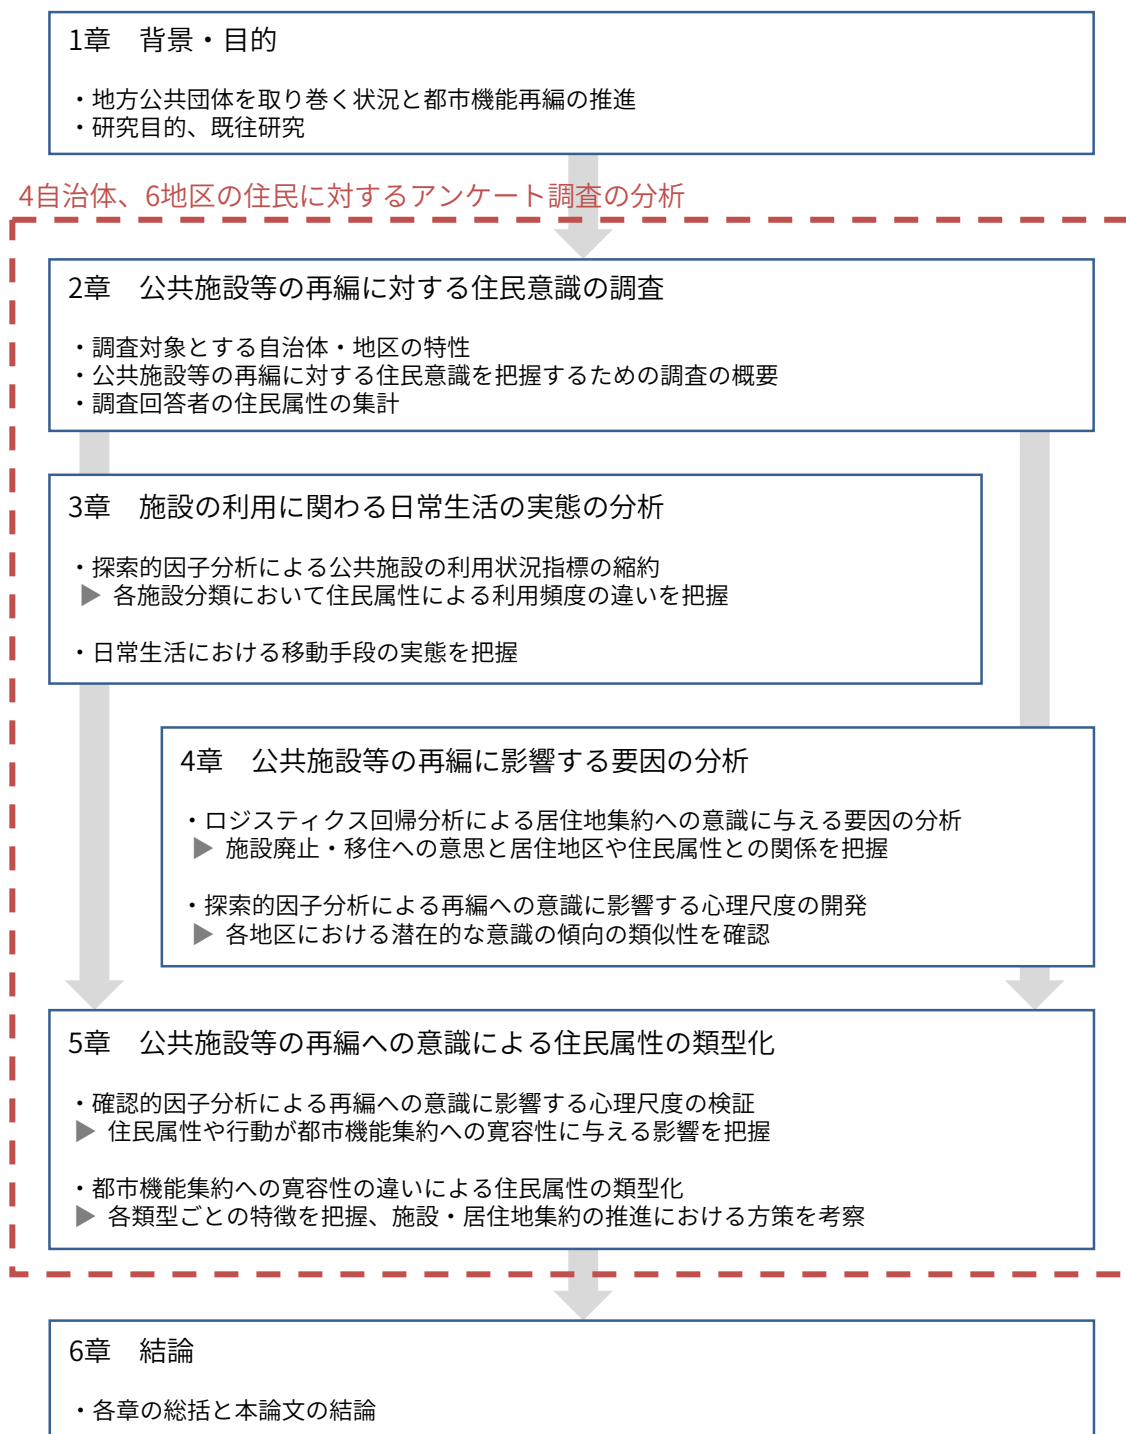 1章　背景・目的
・地方公共団体を取り巻く状況と都市機能再編の推進
・研究目的、既往研究
4自治体、6地区の住民に対するアンケート調査の分析
2章　公共施設等の再編に対する住民意識の調査
・調査対象とする自治体・地区の特性
・公共施設等の再編に対する住民意識を把握するための調査の概要
・調査回答者の住民属性の集計
3章　施設の利用に関わる日常生活の実態の分析
・探索的因子分析による公共施設の利用状況指標の縮約
▶ 各施設分類において住民属性による利用頻度の違いを把握
・日常生活における移動手段の実態を把握
4章　公共施設等の再編に影響する要因の分析
・ロジスティクス回帰分析による居住地集約への意識に与える要因の分析
▶ 施設廃止・移住への意思と居住地区や住民属性との関係を把握
・探索的因子分析による再編への意識に影響する心理尺度の開発
▶ 各地区における潜在的な意識の傾向の類似性を確認
5章　公共施設等の再編への意識による住民属性の類型化
・確認的因子分析による再編への意識に影響する心理尺度の検証
▶ 住民属性や行動が都市機能集約への寛容性に与える影響を把握
・都市機能集約への寛容性の違いによる住民属性の類型化
▶ 各類型ごとの特徴を把握、施設・居住地集約の推進における方策を考察
6章　結論
・各章の総括と本論文の結論